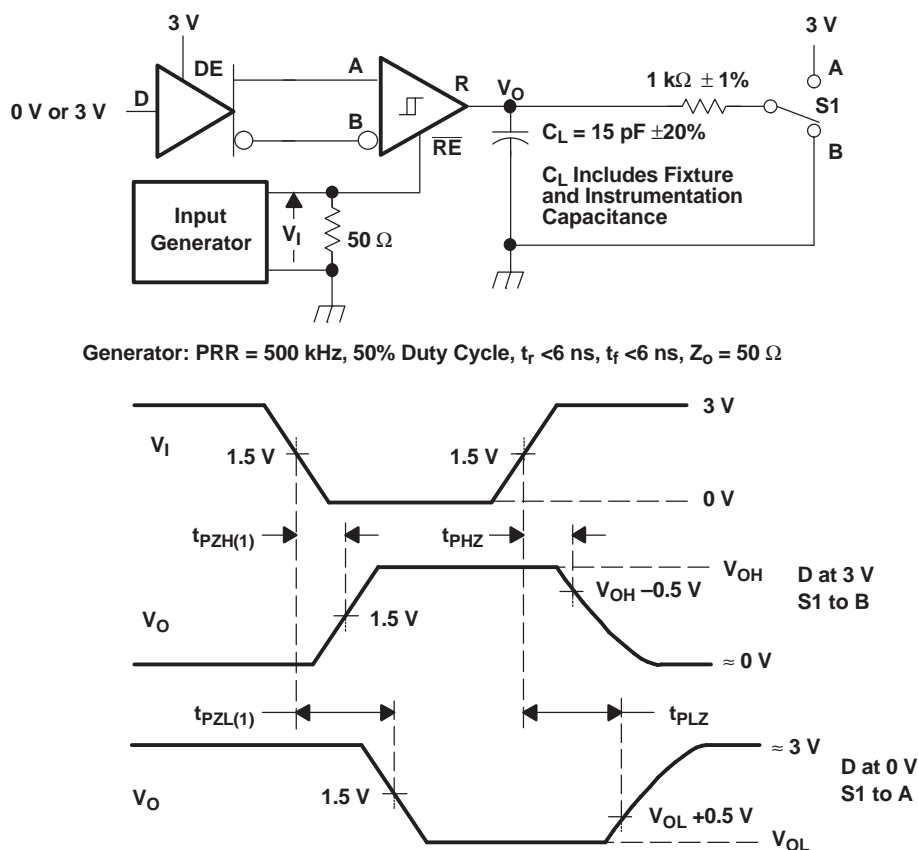 3 V
3 V
DE
A
R
V_O
1 kΩ ± 1%
A
D
0 V or 3 V
S1
B
R̅E̅
C_L = 15 pF ±20%
B
C_L Includes Fixture
and Instrumentation
Capacitance
Input
Generator
V_I
50 Ω
Generator: PRR = 500 kHz, 50% Duty Cycle, t_r <6 ns, t_f <6 ns, Z_o = 50 Ω
3 V
V_I
1.5 V
1.5 V
0 V
t_PZH(1)
t_PHZ
V_OH
D at 3 V
S1 to B
V_OH –0.5 V
V_O
1.5 V
≈ 0 V
t_PZL(1)
t_PLZ
≈ 3 V
D at 0 V
S1 to A
V_O
1.5 V
V_OL +0.5 V
V_OL